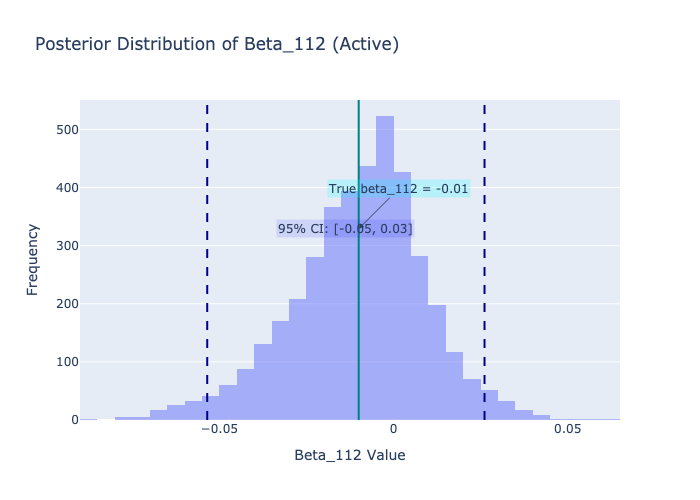 Posterior Distribution of Beta_112 (Active)
500
400
300
200
100
0
Frequency
True beta_112 = -0.01
95% CI: [-0.05, 0.03]
−0.05
0
0.05
Beta_112 Value